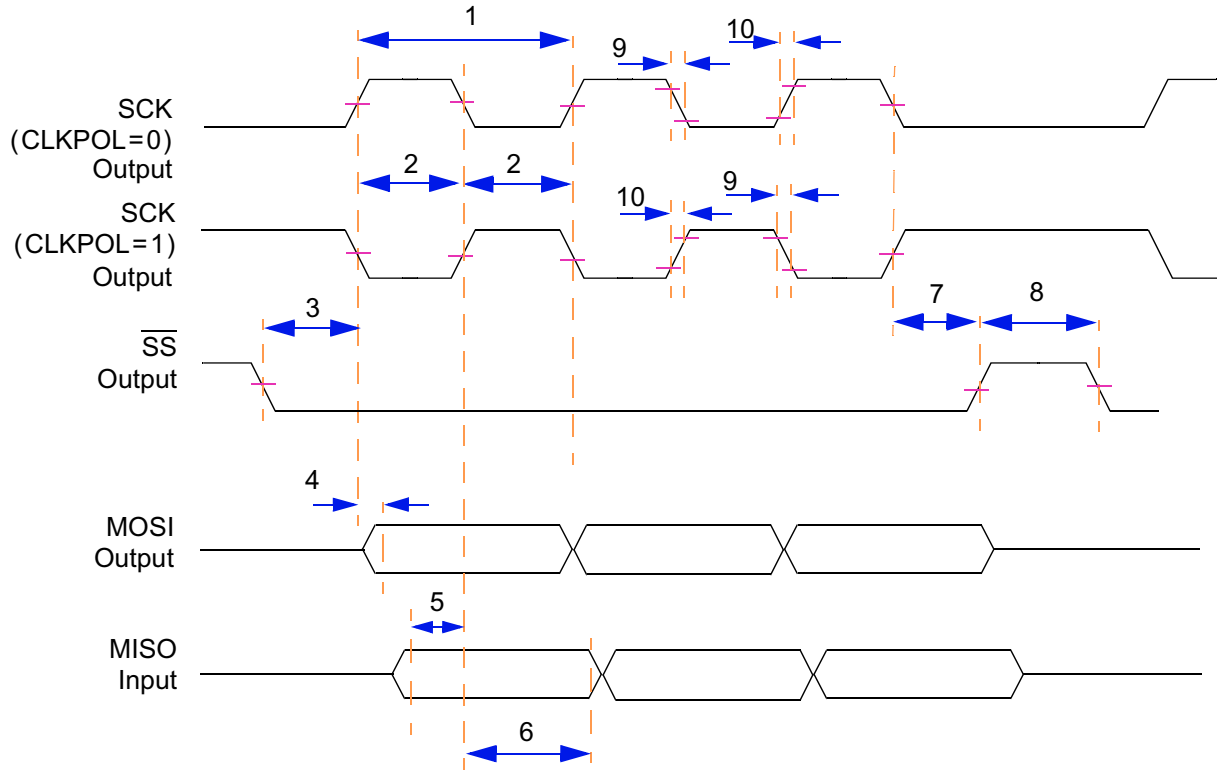 1
9
10
SCK
(CLKPOL=0)
Output
2
2
SCK
(CLKPOL=1)
Output
10
9
3
7
8
SS
Output
4
MOSI
Output
5
MISO
Input
6